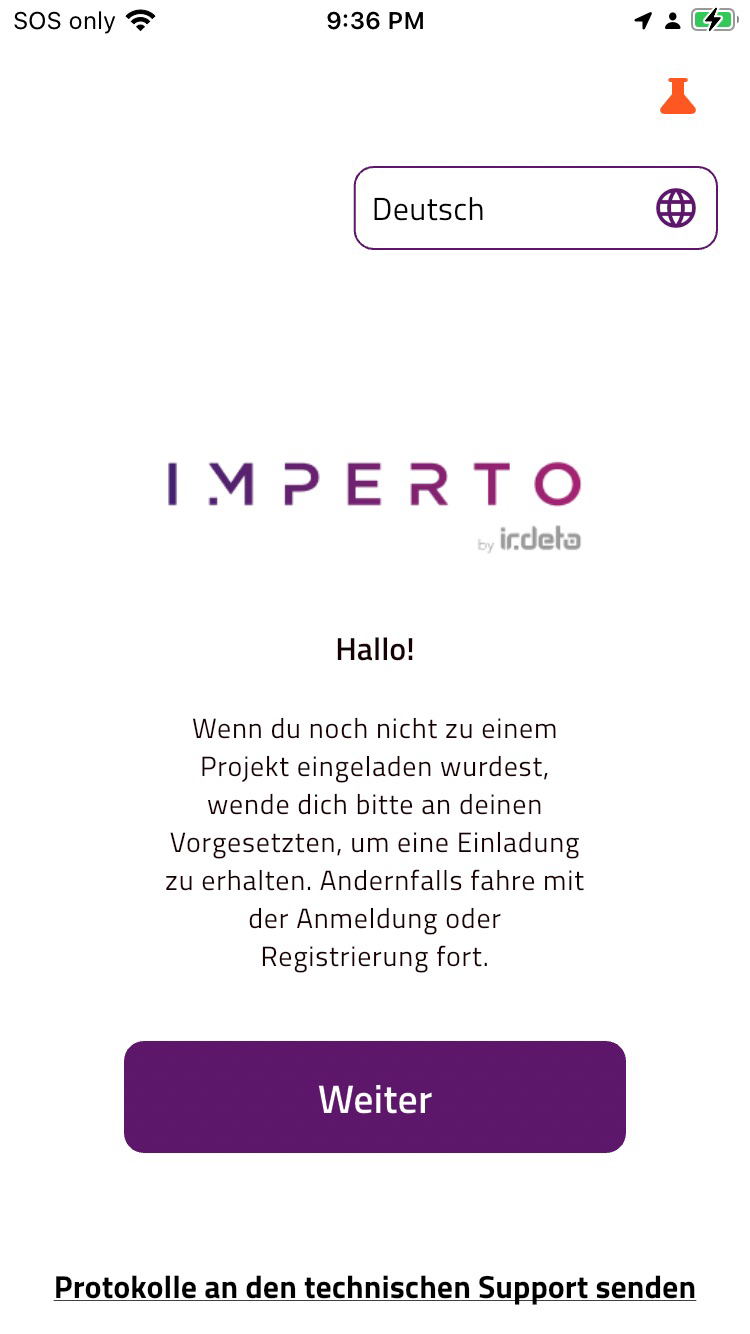 SOS only
9:36 PM
Deutsch
IMPERTO
by irdeto
Hallo!
Wenn du noch nicht zu einem
Projekt eingeladen wurdest,
wende dich bitte an deinen
Vorgesetzten, um eine Einladung
zu erhalten. Andernfalls fahre mit
der Anmeldung oder
Registrierung fort.
Weiter
Protokolle an den technischen Support senden